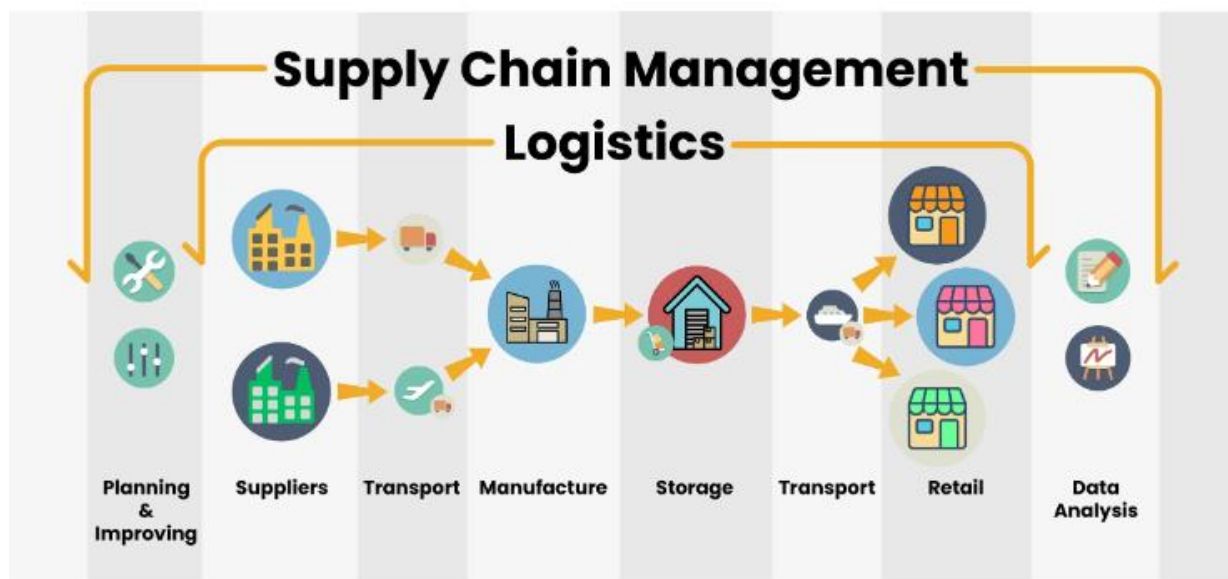 Supply Chain Management
Logistics
Planning
&
Improving
Suppliers
Transport
Manufacture
Storage
Transport
Retail
Data
Analysis